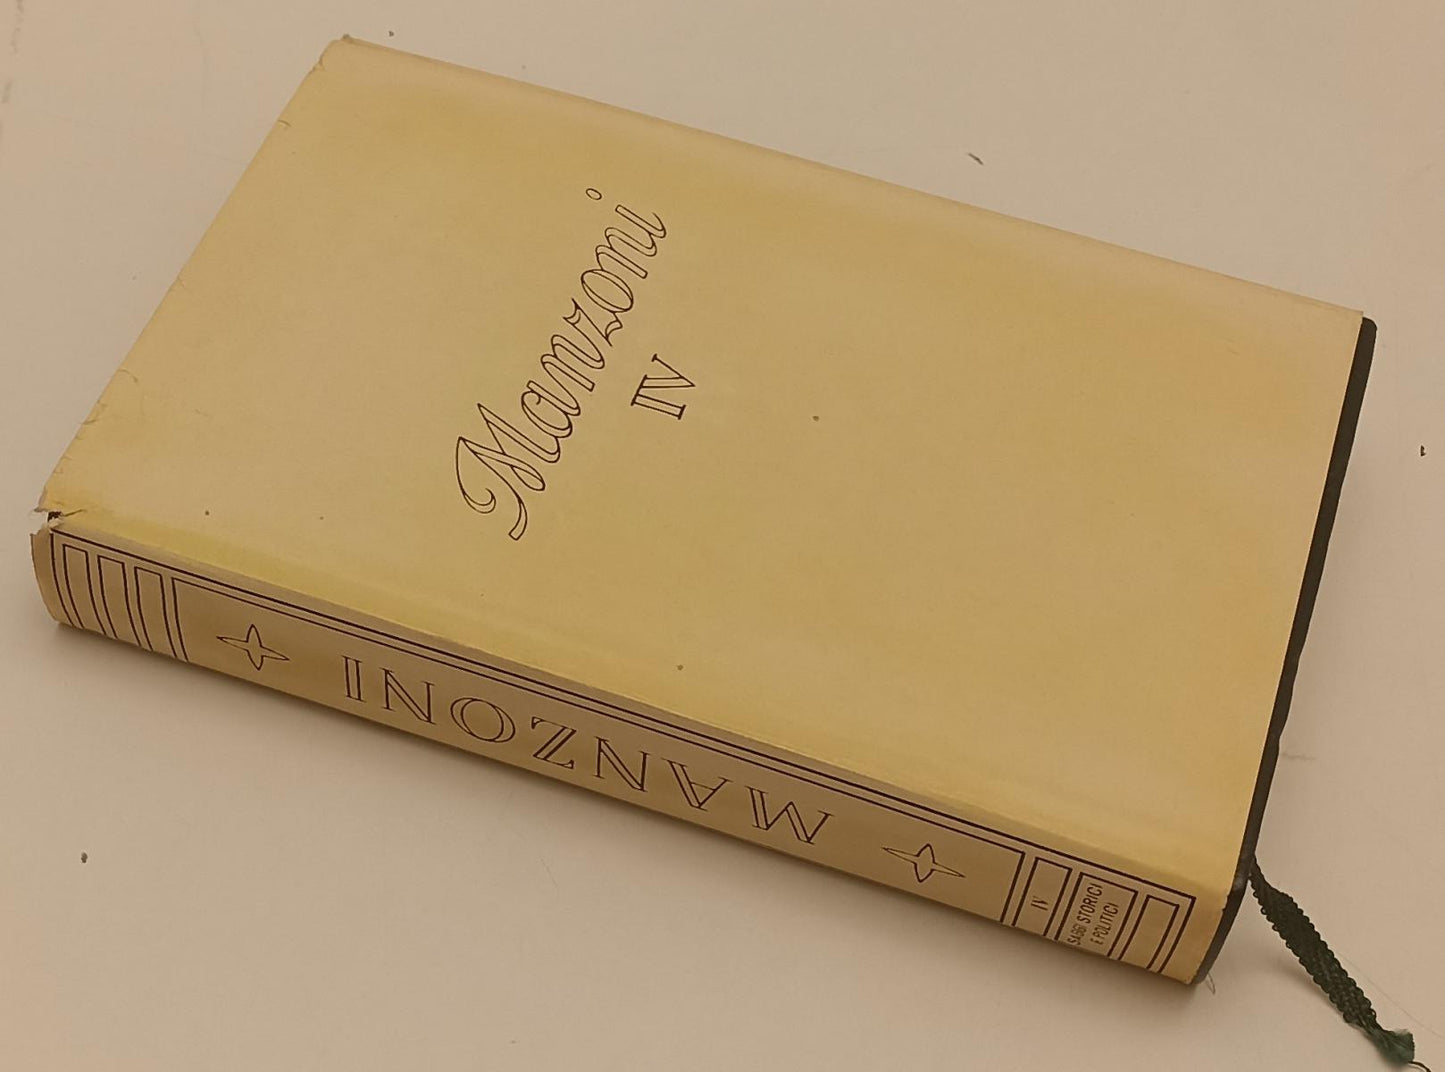 Manzoni
IV
MANZONI
IV
SAGGI STORICI
E POLITICI